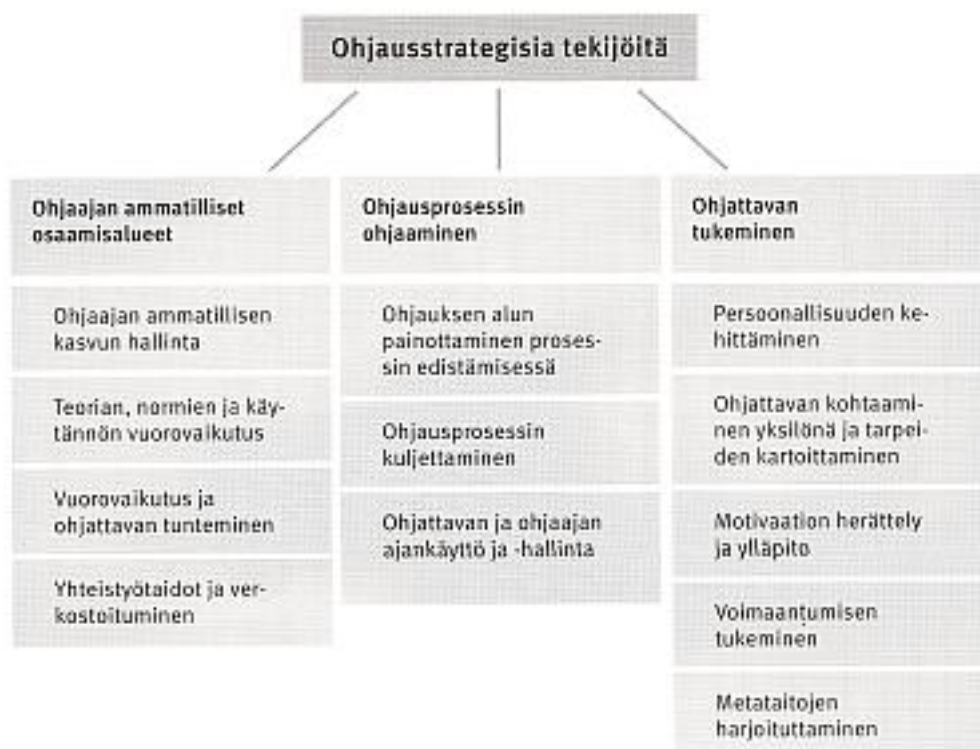 Ohjausstrategisia tekijöitä
Ohjaajan ammatilliset
osaamisalueet
Ohjaajan ammatillisen
kasvun hallinta
Teorian, normien ja käy-
tännön vuorovaikutus
Vuorovaikutus ja
ohjattavan tunteminen
Yhteistyötaidot ja ver-
kostoituminen
Ohjausprosessin
ohjaaminen
Ohjauksen alun
painottaminen proses-
sin edistämisessä
Ohjausprosessin
kuljettaminen
Ohjattavan ja ohjaajan
ajankäyttö ja -hallinta
Ohjattavan
tukeminen
Persoonallisuuden ke-
hittäminen
Ohjattavan kohtaami-
nen yksilönä ja tarpei-
den kartoittaminen
Motivaation herättely
ja ylläpito
Voimaantumisen
tukeminen
Metataitojen
harjoituttaminen